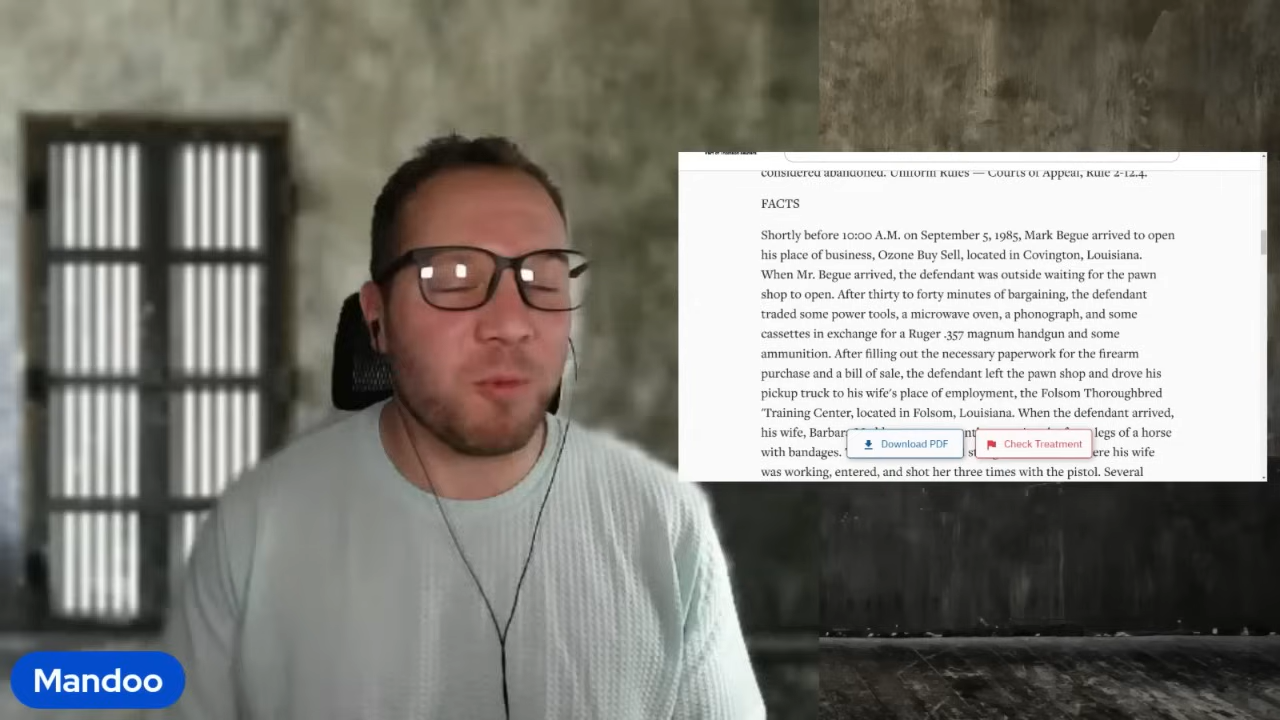 considered abandoned. Uniform Rules — Courts of Appeal, Rule 2-12.4.
FACTS
Shortly before 10:00 A.M. on September 5, 1985, Mark Begue arrived to open
his place of business, Ozone Buy Sell, located in Covington, Louisiana.
When Mr. Begue arrived, the defendant was outside waiting for the pawn
shop to open. After thirty to forty minutes of bargaining, the defendant
traded some power tools, a microwave oven, a phonograph, and some
cassettes in exchange for a Ruger .357 magnum handgun and some
ammunition. After filling out the necessary paperwork for the firearm
purchase and a bill of sale, the defendant left the pawn shop and drove his
pickup truck to his wife's place of employment, the Folsom Thoroughbred
Training Center, located in Folsom, Louisiana. When the defendant arrived,
his wife, legs of a horse
with bandages. his wife
was working, entered, and shot her three times with the pistol. Several
Download PDF
Check Treatment
Mandoo